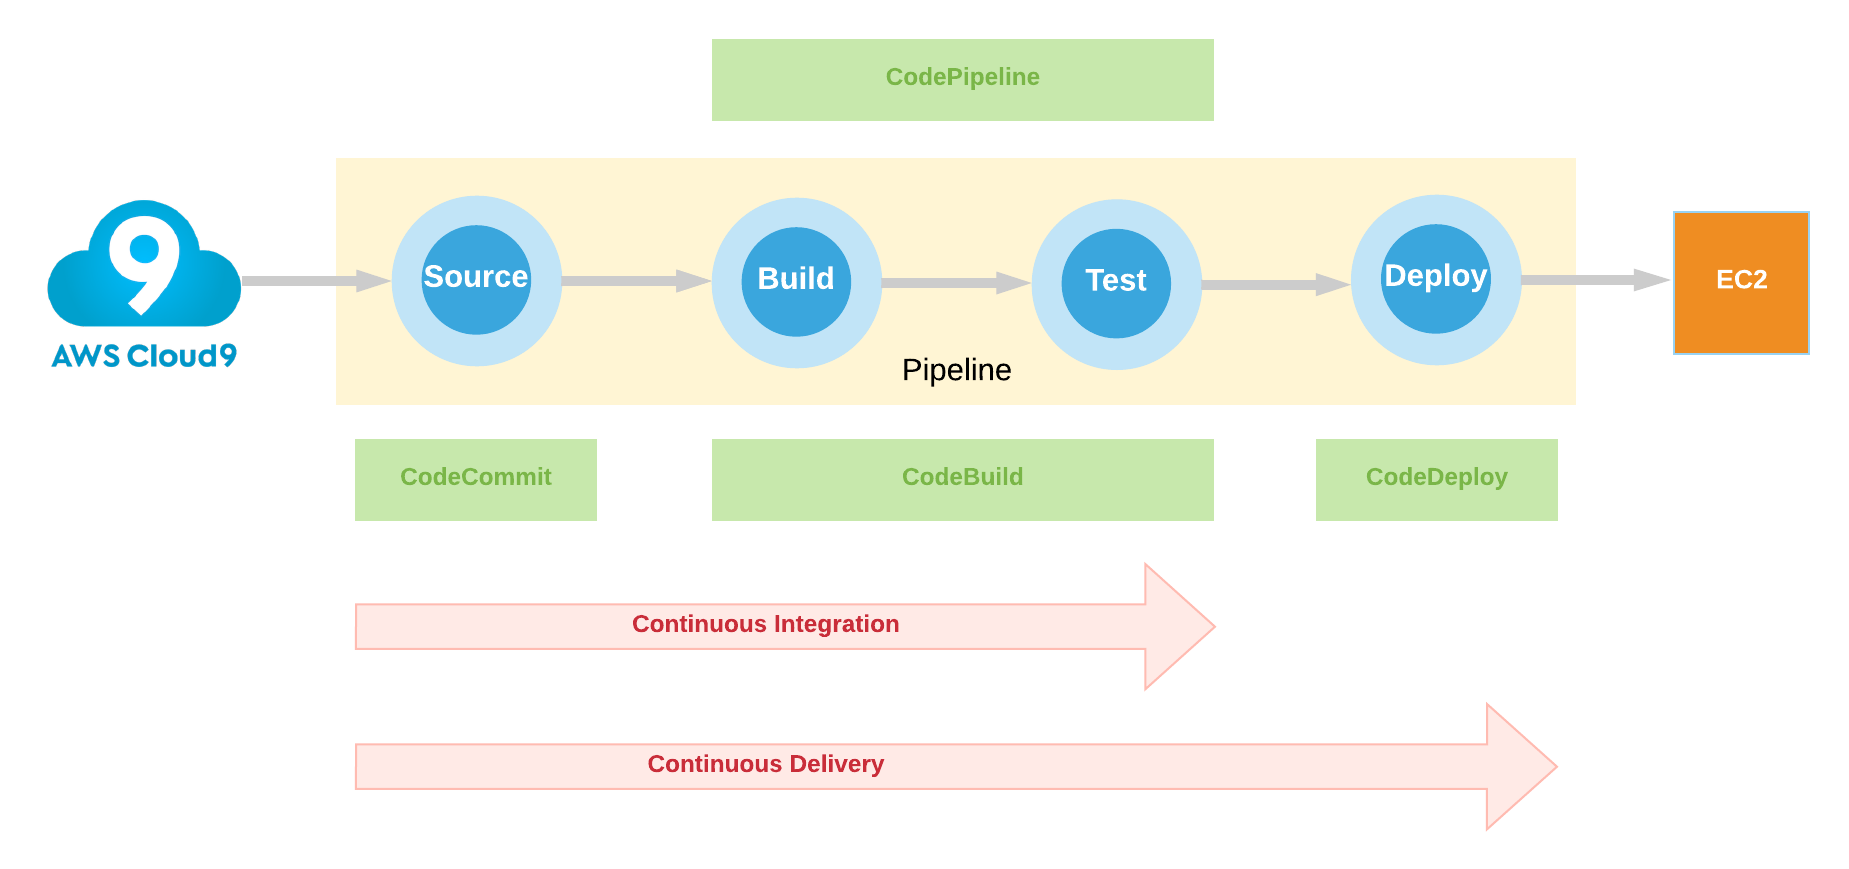 CodePipeline
9
AWS Cloud9
Source
Build
Test
Deploy
EC2
Pipeline
CodeCommit
CodeBuild
CodeDeploy
Continuous Integration
Continuous Delivery